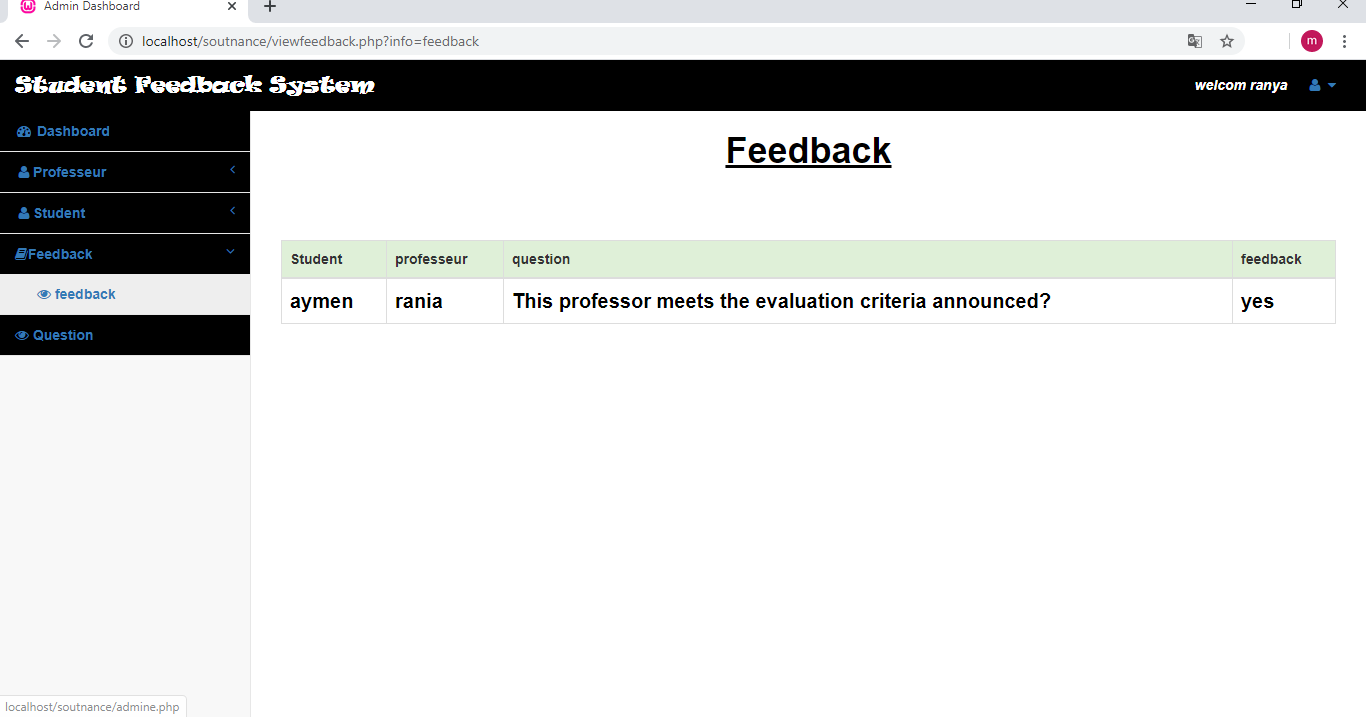 Admin Dashboard
localhost/soutnance/viewfeedback.php?info=feedback
m
Student Feedback System
welcom ranya
Dashboard
Professeur
Student
Feedback
feedback
Question
Feedback
Student professeur question feedback
aymen rania This professor meets the evaluation criteria announced? yes
localhost/soutnance/admine.php